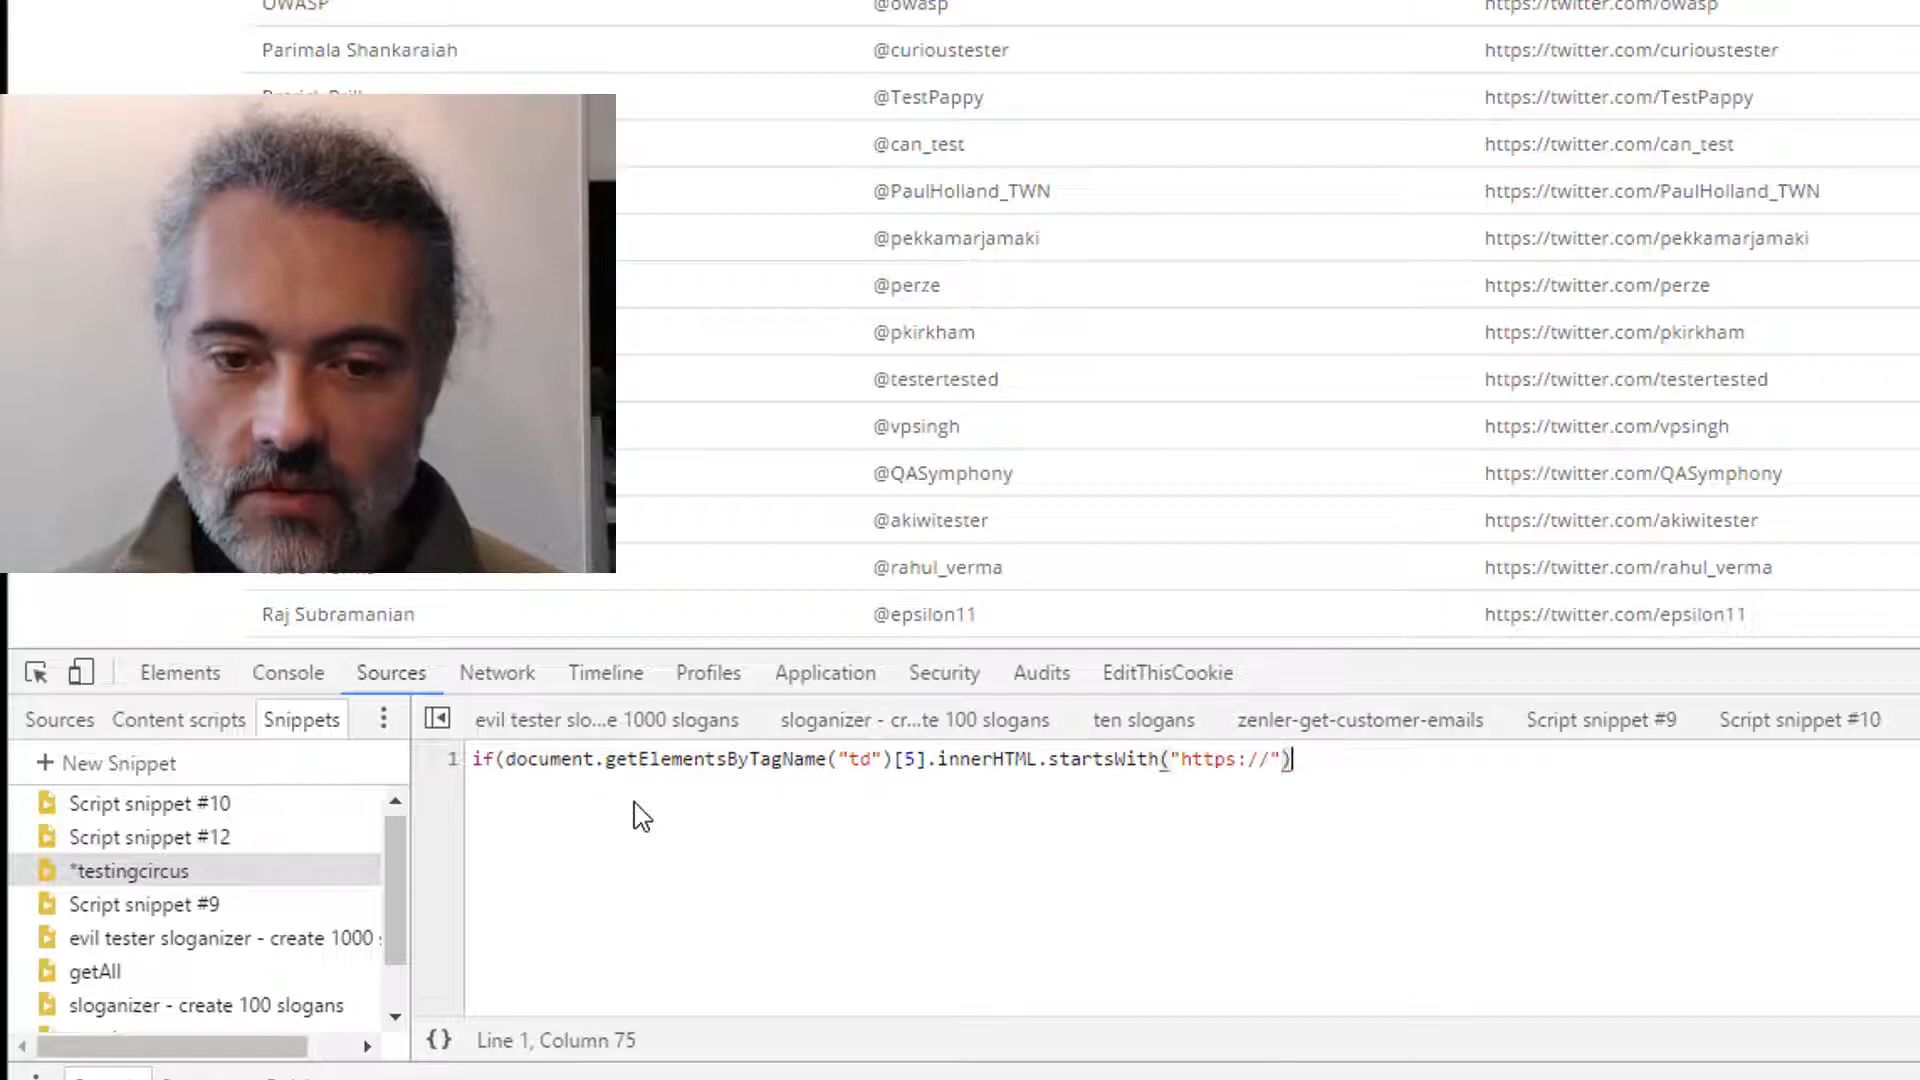 OWASP @owasp https://twitter.com/owasp
Parimala Shankaraiah @curioustester https://twitter.com/curioustester
@TestPappy https://twitter.com/TestPappy
@can_test https://twitter.com/can_test
@PaulHolland_TWN https://twitter.com/PaulHolland_TWN
@pekkamarjamaki https://twitter.com/pekkamarjamaki
@perze https://twitter.com/perze
@pkirkham https://twitter.com/pkirkham
@testertested https://twitter.com/testertested
@vpsingh https://twitter.com/vpsingh
@QASymphony https://twitter.com/QASymphony
@akiwitester https://twitter.com/akiwitester
@rahul_verma https://twitter.com/rahul_verma
Raj Subramanian @epsilon11 https://twitter.com/epsilon11
Elements Console Sources Network Timeline Profiles Application Security Audits EditThisCookie
Sources Content scripts Snippets
evil tester slo...e 1000 slogans sloganizer - cr...te 100 slogans ten slogans zenler-get-customer-emails Script snippet #9 Script snippet #10
+ New Snippet
1 if(document.getElementsByTagName("td")[5].innerHTML.startsWith("https://")
Script snippet #10
Script snippet #12
*testingcircus
Script snippet #9
evil tester sloganizer - create 1000
getAll
sloganizer - create 100 slogans
{} Line 1, Column 75